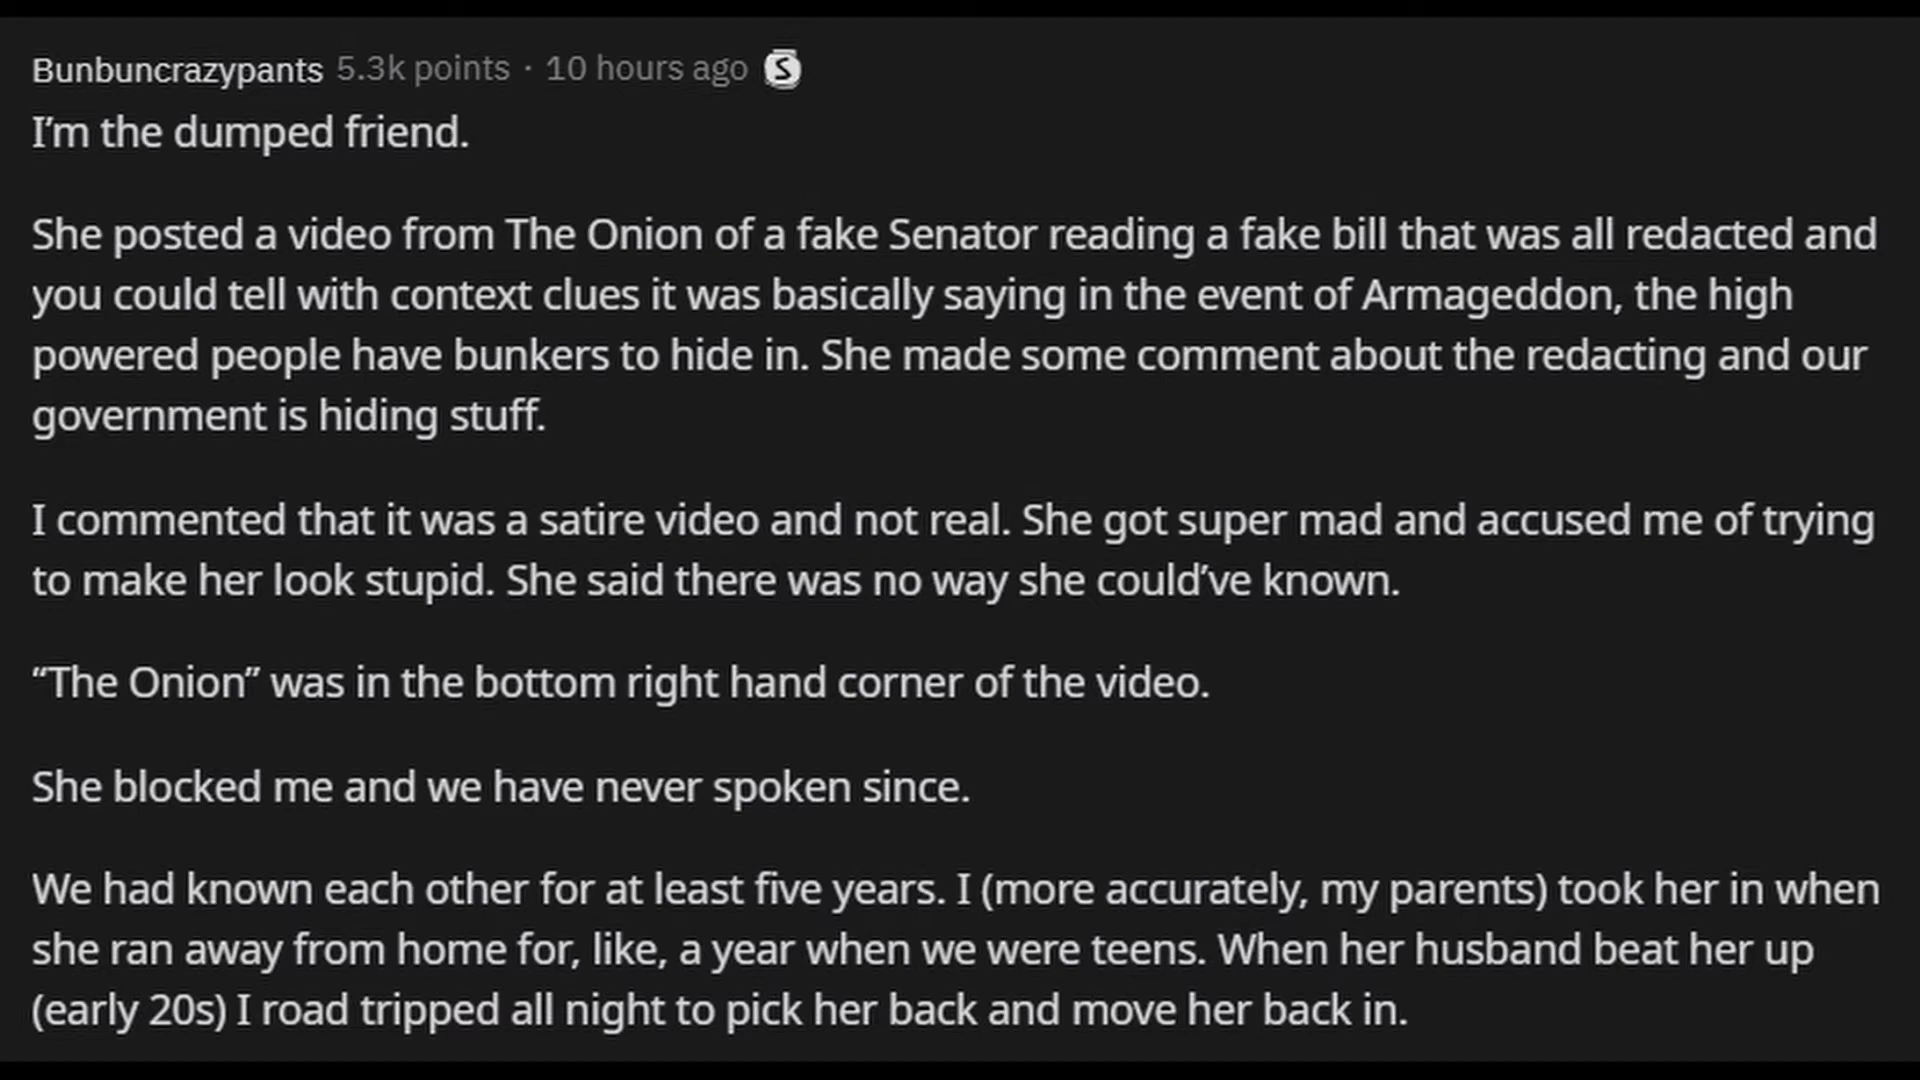 Bunbuncrazypants 5.3k points · 10 hours ago S
I’m the dumped friend.
She posted a video from The Onion of a fake Senator reading a fake bill that was all redacted and
you could tell with context clues it was basically saying in the event of Armageddon, the high
powered people have bunkers to hide in. She made some comment about the redacting and our
government is hiding stuff.
I commented that it was a satire video and not real. She got super mad and accused me of trying
to make her look stupid. She said there was no way she could’ve known.
“The Onion” was in the bottom right hand corner of the video.
She blocked me and we have never spoken since.
We had known each other for at least five years. I (more accurately, my parents) took her in when
she ran away from home for, like, a year when we were teens. When her husband beat her up
(early 20s) I road tripped all night to pick her back and move her back in.